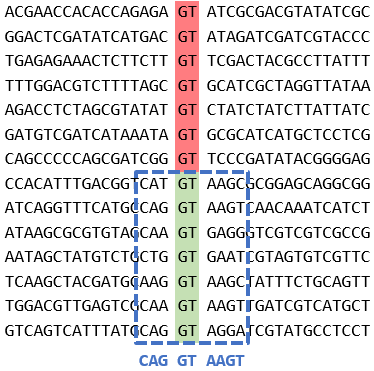 ACGAACCACACCAGAGA GT ATCGCGACGTATATCGC
GGACTCGATATCATGAC GT ATAGATCGATCGTACCC
TGAGAGAAACTCTTCTT GT TCGACTACGCCTTATTT
TTTGGACGTCTTTTAGC GT GCATCGCTAGGTTATAA
AGACCTCTAGCGTATAT GT CTATCTATCTTATTATC
GATGTCGATCATAAATA GT GCGCATCATGCTCCTCG
CAGCCCCCAGCGATCGG GT TCCCGATATACGGGGAG
CCACATTTGACGGTCAT GT AAGCGCGGAGCAGGCGG
ATCAGGTTTCATGCCAG GT AAGTCAACAAATCATCT
ATAAGCGCGTGTAGCAA GT GAGGGTCGTCGTCGCCG
AATAGCTATGTCTGCTG GT GAATCGTAGTGTCGTTC
TCAAGCTACGATGCAAG GT AAGCTATTTCTGCAGTT
TGGACGTTGAGTCGCAA GT AAGTTGATCGTCATGCT
GTCAGTCATTTATGCAG GT AGGATCGTATGCCTCCT
CAG GT AAGT